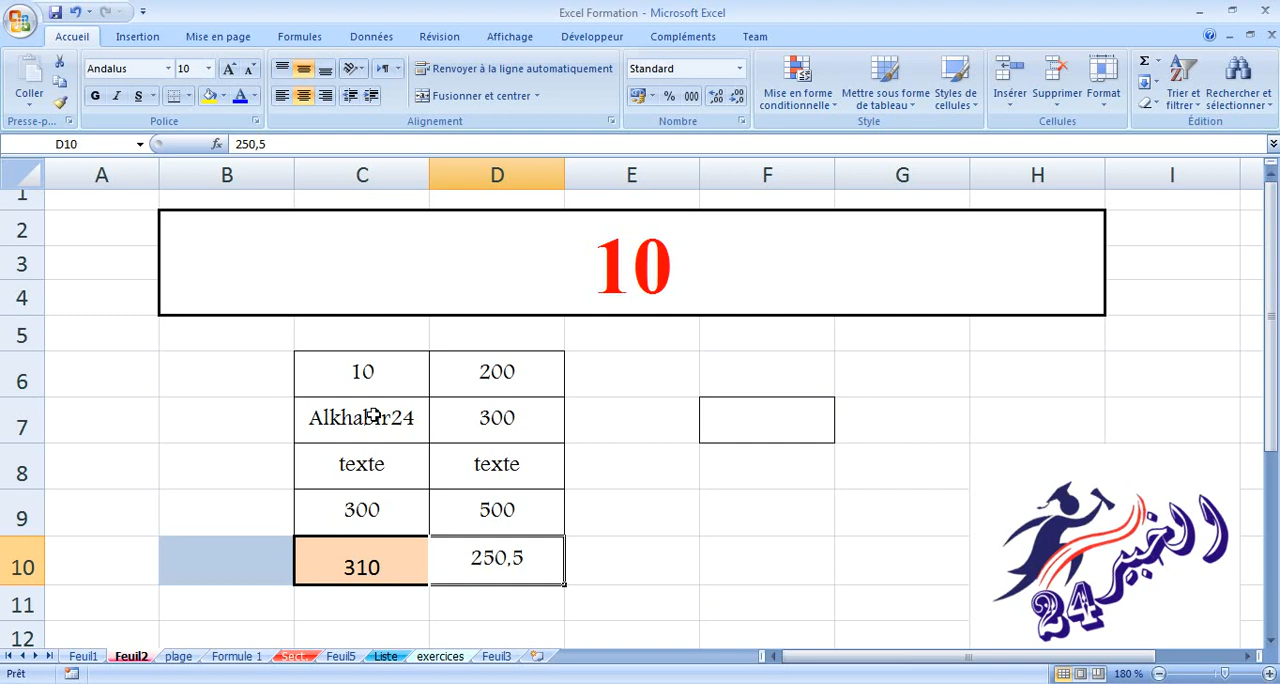 Excel Formation - Microsoft Excel
Accueil Insertion Mise en page Formules Données Révision Affichage Développeur Compléments Team
Coller
Presse-p...
Andalus 10
G I S
Police
Renvoyer à la ligne automatiquement
Fusionner et centrer
Alignement
Standard
% 000
Nombre
Mise en forme conditionnelle
Mettre sous forme de tableau
Styles de cellules
Style
Insérer Supprimer Format
Cellules
Σ
Trier et filtrer
Rechercher et sélectionner
Édition
D10 fx 250,5
A B C D E F G H I
1
2
3 10
4
5
6 10 200
7 Alkhabir24 300
8 texte texte
9 300 500
10 310 250,5
11
12
الخبير
24
Feuil1 Feuil2 plage Formule 1 Sect. Feuil5 Liste exercices Feuil3
Prêt 180 %